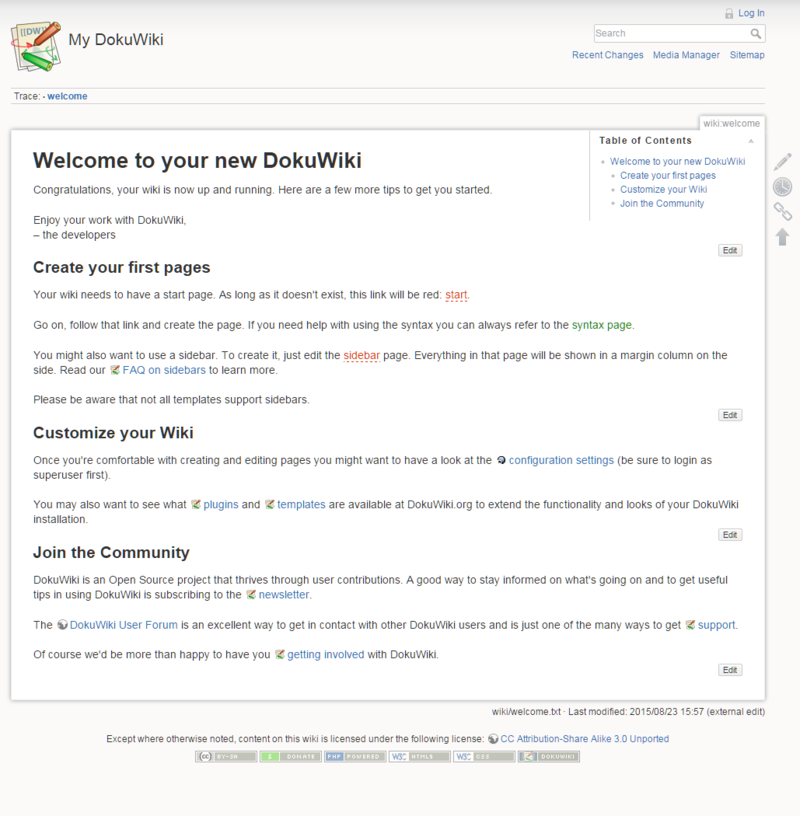 Log In
[[DW]]
My DokuWiki
Search
Recent Changes Media Manager Sitemap
Trace: • welcome
wiki:welcome
Table of Contents
Welcome to your new DokuWiki
Create your first pages
Customize your Wiki
Join the Community
Welcome to your new DokuWiki
Congratulations, your wiki is now up and running. Here are a few more tips to get you started.
Enjoy your work with DokuWiki,
– the developers
Edit
Create your first pages
Your wiki needs to have a start page. As long as it doesn't exist, this link will be red: start.
Go on, follow that link and create the page. If you need help with using the syntax you can always refer to the syntax page.
You might also want to use a sidebar. To create it, just edit the sidebar page. Everything in that page will be shown in a margin column on the
side. Read our FAQ on sidebars to learn more.
Please be aware that not all templates support sidebars.
Edit
Customize your Wiki
Once you're comfortable with creating and editing pages you might want to have a look at the configuration settings (be sure to login as
superuser first).
You may also want to see what plugins and templates are available at DokuWiki.org to extend the functionality and looks of your DokuWiki
installation.
Edit
Join the Community
DokuWiki is an Open Source project that thrives through user contributions. A good way to stay informed on what's going on and to get useful
tips in using DokuWiki is subscribing to the newsletter.
The DokuWiki User Forum is an excellent way to get in contact with other DokuWiki users and is just one of the many ways to get support.
Of course we'd be more than happy to have you getting involved with DokuWiki.
Edit
wiki/welcome.txt · Last modified: 2015/08/23 15:57 (external edit)
Except where otherwise noted, content on this wiki is licensed under the following license: CC Attribution-Share Alike 3.0 Unported
cc BY-SA $ DONATE PHP POWERED W3C HTML5 W3C CSS DOKUWIKI